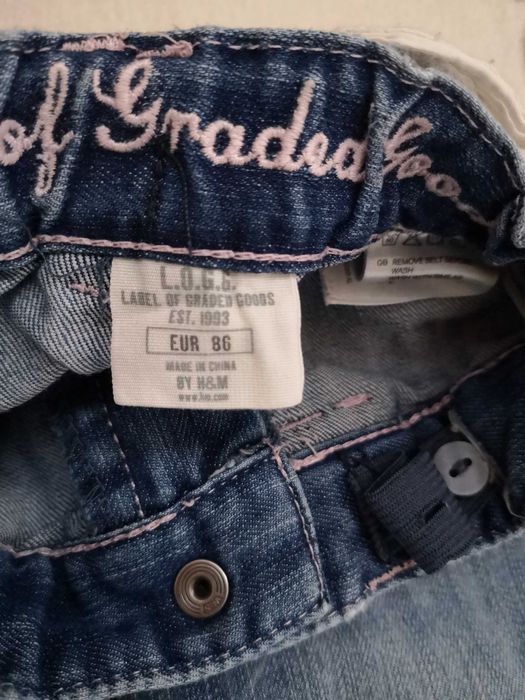 of Graded Goo
L.O.G.G.
LABEL OF GRADED GOODS
EST. 1993
EUR 86
MADE IN CHINA
BY H&M
www.hm.com
GB REMOVE BELT BEFORE
WASH